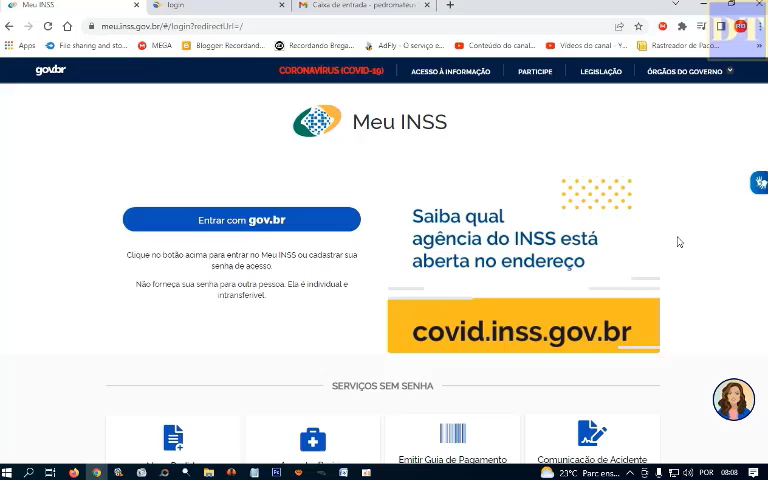 Meu INSS
login
Caixa de entrada - pedromateus
meu.inss.gov.br/#/login?redirectUrl=/
Apps
File sharing and sto...
MEGA
Blogger: Recordand...
Recordando Brega...
AdFly - O serviço e...
Conteúdo do canal...
Vídeos do canal - Y...
Rastreador de Paco...
gov.br
CORONAVÍRUS (COVID-19)
ACESSO À INFORMAÇÃO
PARTICIPE
LEGISLAÇÃO
ÓRGÃOS DO GOVERNO
Meu INSS
Entrar com gov.br
Clique no botão acima para entrar no Meu INSS ou cadastrar sua
senha de acesso.
Não forneça sua senha para outra pessoa. Ela é individual e
intransferível.
Saiba qual
agência do INSS está
aberta no endereço
covid.inss.gov.br
SERVIÇOS SEM SENHA
Emitir Guia de Pagamento
Comunicação de Acidente
23°C Parc ens...
POR
08:08